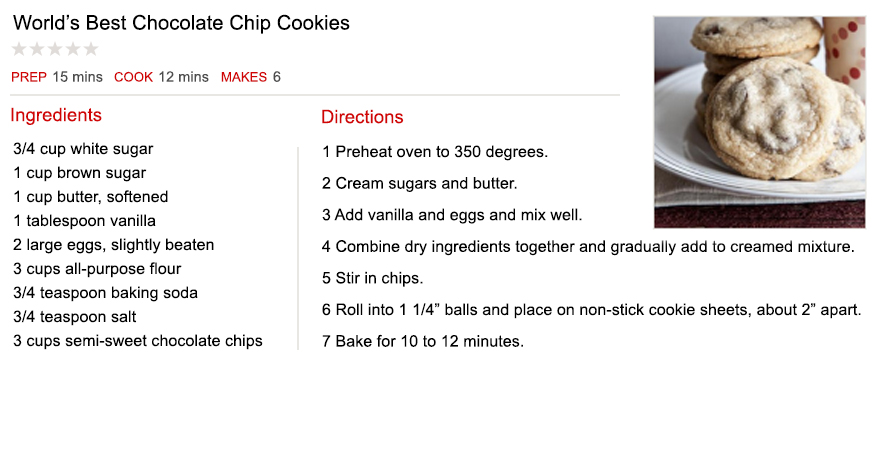 World’s Best Chocolate Chip Cookies
PREP 15 mins COOK 12 mins MAKES 6
Ingredients
3/4 cup white sugar
1 cup brown sugar
1 cup butter, softened
1 tablespoon vanilla
2 large eggs, slightly beaten
3 cups all-purpose flour
3/4 teaspoon baking soda
3/4 teaspoon salt
3 cups semi-sweet chocolate chips
Directions
1 Preheat oven to 350 degrees.
2 Cream sugars and butter.
3 Add vanilla and eggs and mix well.
4 Combine dry ingredients together and gradually add to creamed mixture.
5 Stir in chips.
6 Roll into 1 1/4” balls and place on non-stick cookie sheets, about 2” apart.
7 Bake for 10 to 12 minutes.